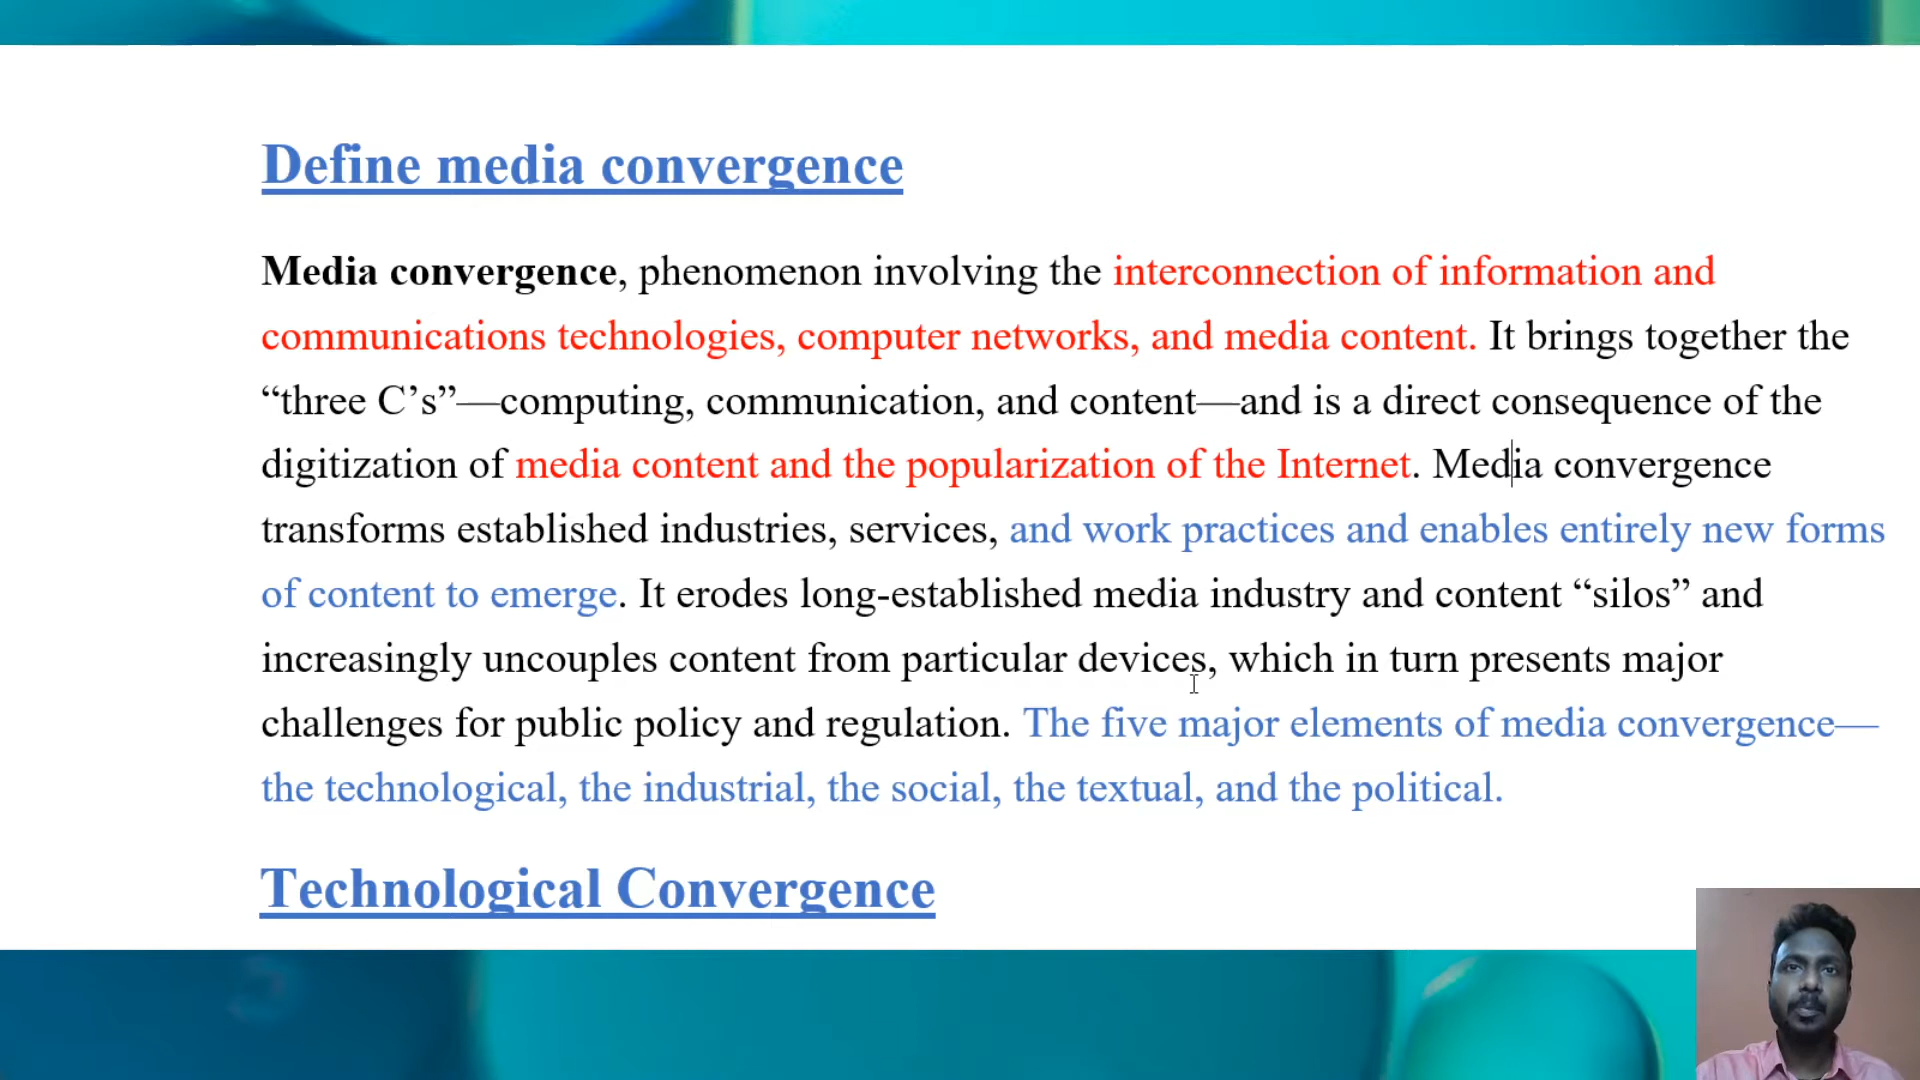 Define media convergence
Media convergence, phenomenon involving the interconnection of information and
communications technologies, computer networks, and media content. It brings together the
“three C’s”—computing, communication, and content—and is a direct consequence of the
digitization of media content and the popularization of the Internet. Media convergence
transforms established industries, services, and work practices and enables entirely new forms
of content to emerge. It erodes long-established media industry and content “silos” and
increasingly uncouples content from particular devices, which in turn presents major
challenges for public policy and regulation. The five major elements of media convergence—
the technological, the industrial, the social, the textual, and the political.
Technological Convergence